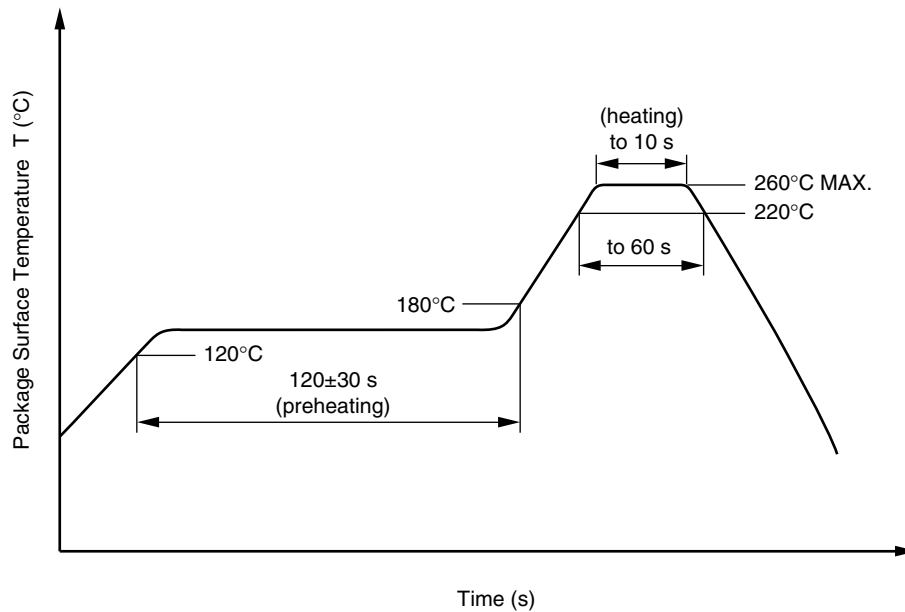 Package Surface Temperature T (°C)
(heating)
to 10 s
260°C MAX.
220°C
to 60 s
180°C
120°C
120±30 s
(preheating)
Time (s)